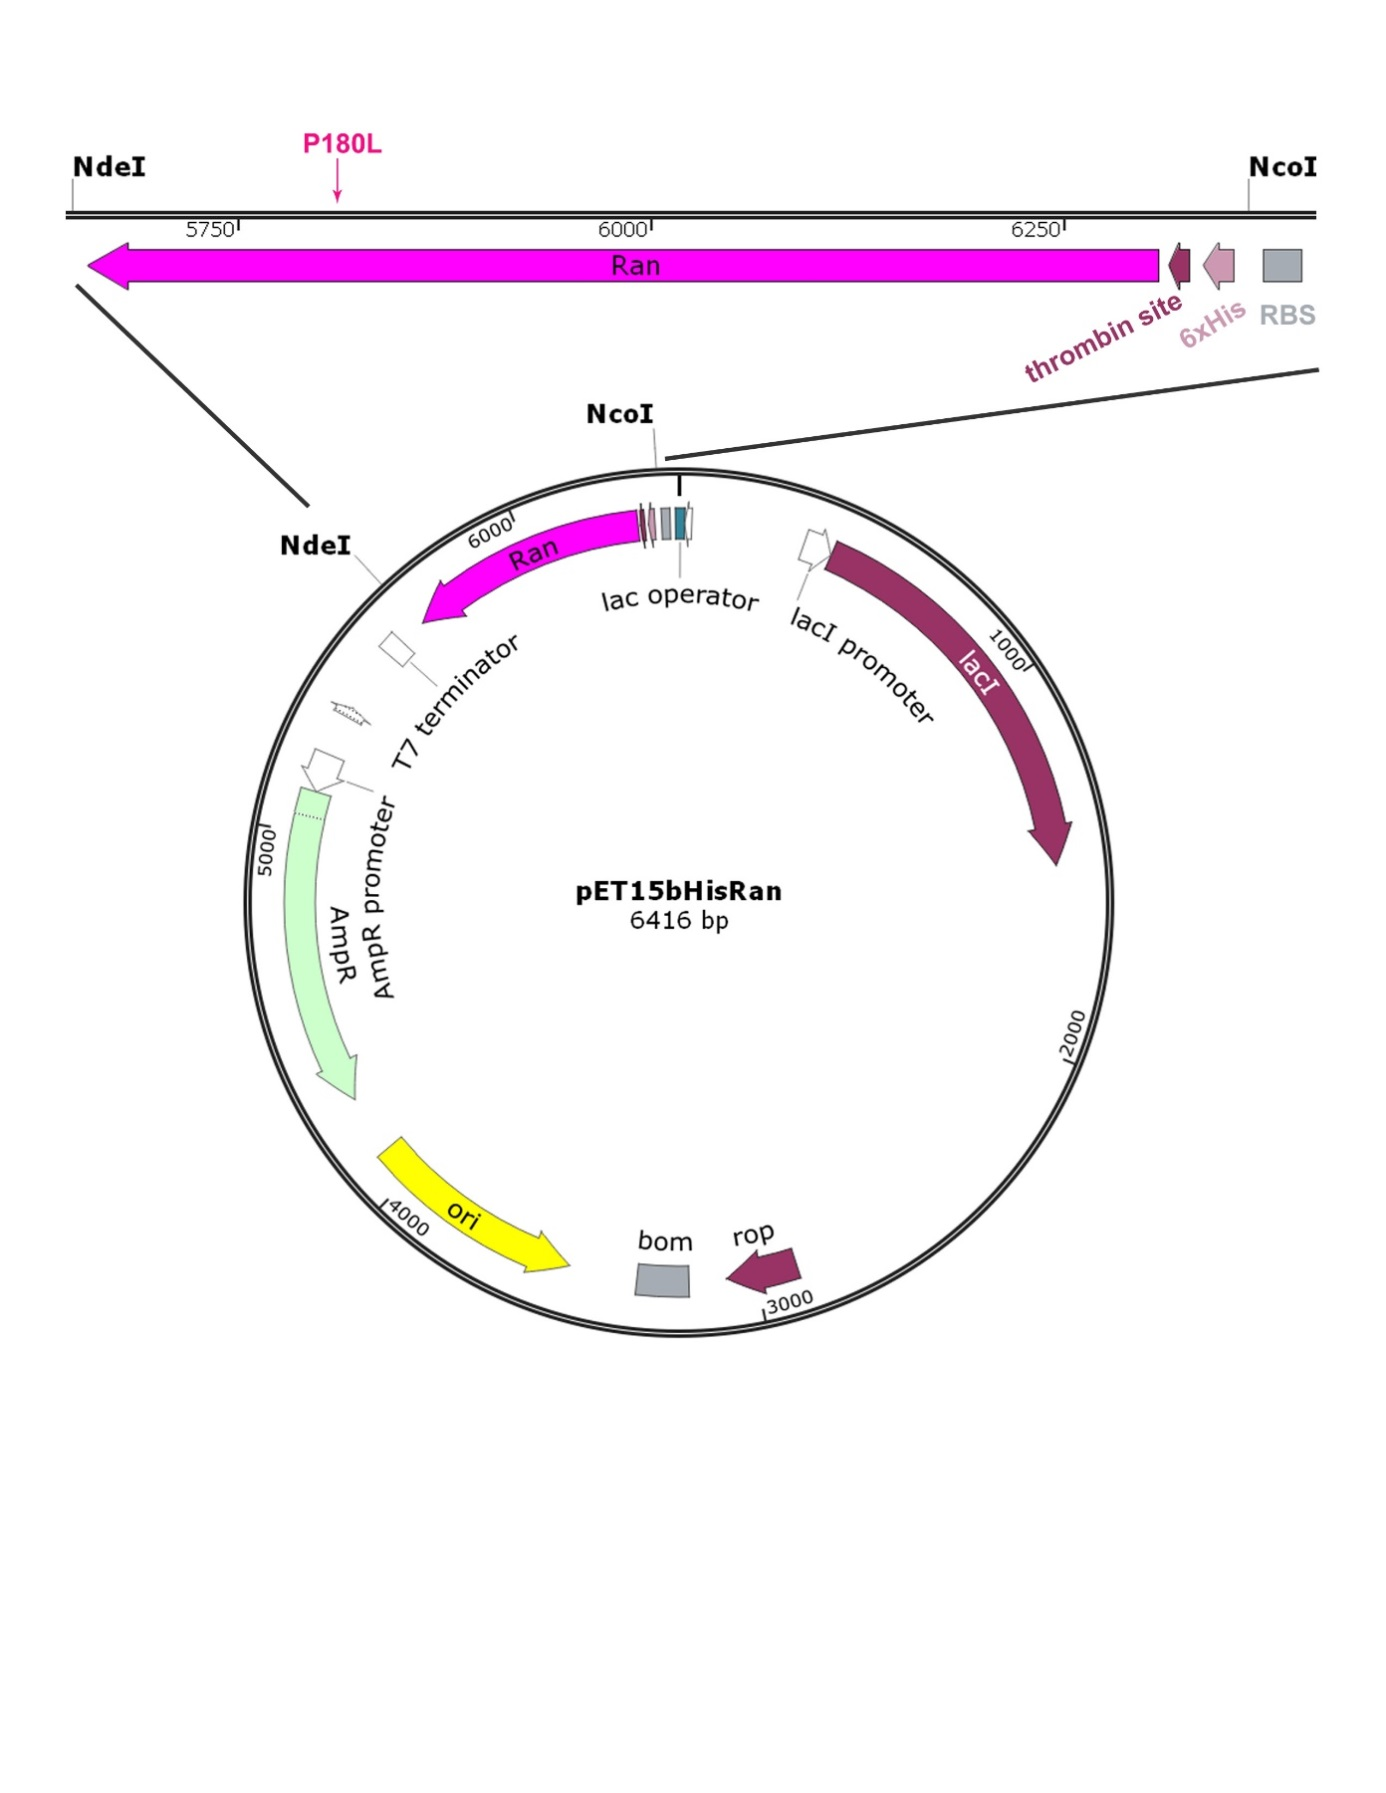 P180L
NdeI
NcoI
5750
6000
6250
Ran
thrombin site
6xHis
RBS
NcoI
NdeI
6000
Ran
lac operator
lacI promoter
1000
lacI
T7 terminator
AmpR promoter
5000
AmpR
pET15bHisRan
6416 bp
2000
4000
ori
bom
rop
3000